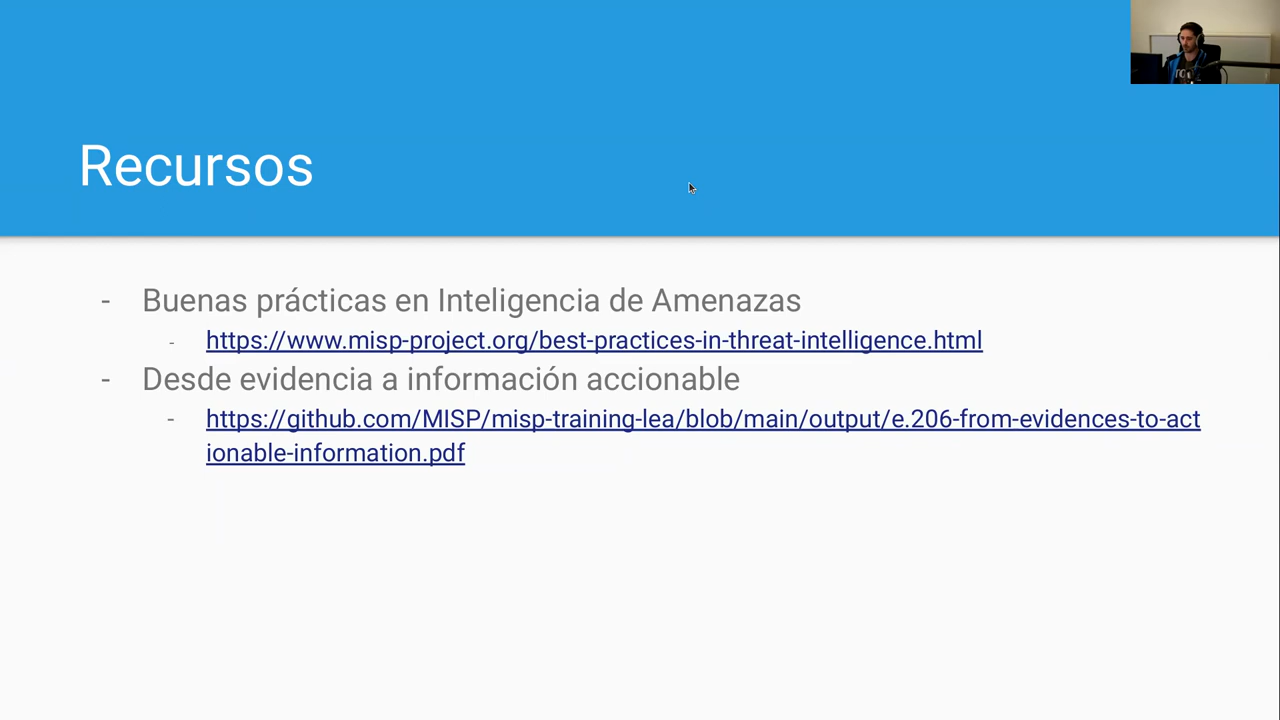 Recursos
- Buenas prácticas en Inteligencia de Amenazas
- https://www.misp-project.org/best-practices-in-threat-intelligence.html
- Desde evidencia a información accionable
- https://github.com/MISP/misp-training-lea/blob/main/output/e.206-from-evidences-to-act
ionable-information.pdf